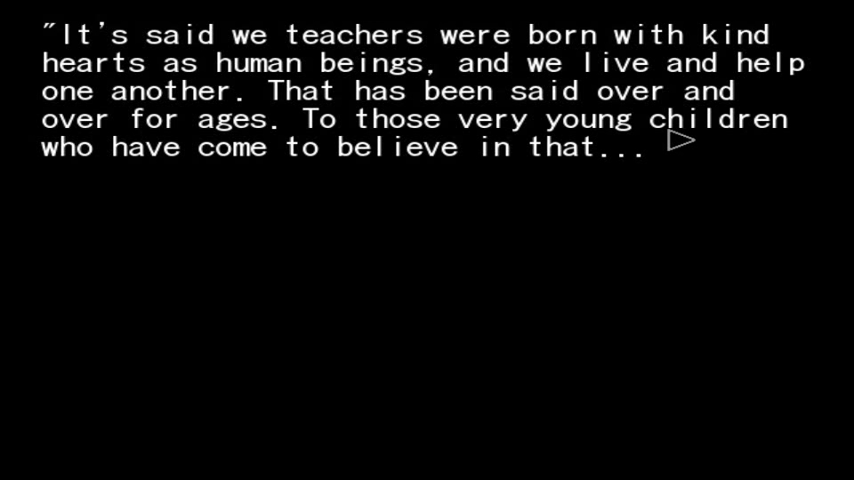 "It's said we teachers were born with kind
hearts as human beings, and we live and help
one another. That has been said over and
over for ages. To those very young children
who have come to believe in that...